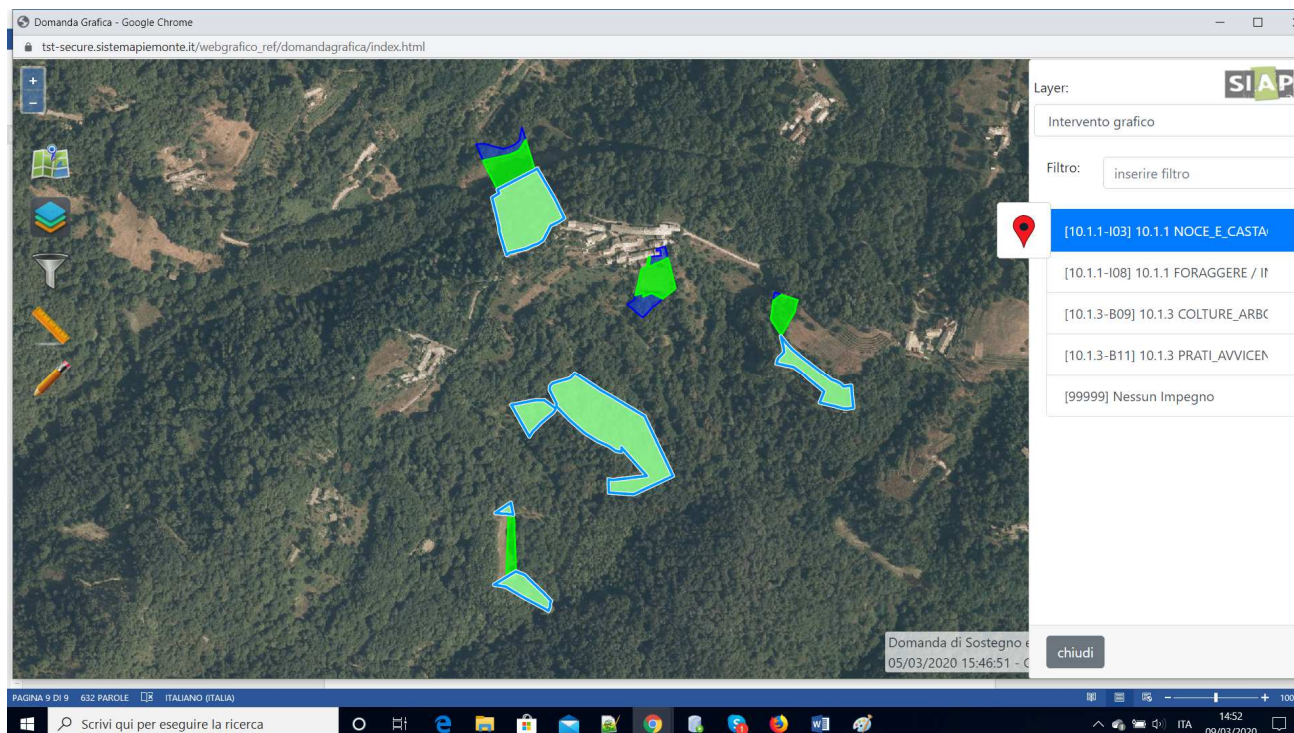 Domanda Grafica - Google Chrome
tst-secure.sistemapiemonte.it/webgrafico_ref/domandagrafica/index.html
+
−
SIAP
Layer:
Intervento grafico
Filtro:
inserire filtro
[10.1.1-I03] 10.1.1 NOCE_E_CASTA
[10.1.1-I08] 10.1.1 FORAGGERE /
[10.1.3-B09] 10.1.3 COLTURE_ARBO
[10.1.3-B11] 10.1.3 PRATI_AVVICEN
[99999] Nessun Impegno
Domanda di Sostegno e
05/03/2020 15:46:51 -
chiudi
PAGINA 9 DI 9 632 PAROLE ITALIANO (ITALIA)
− + 100
Scrivi qui per eseguire la ricerca
ITA
14:52
09/03/2020